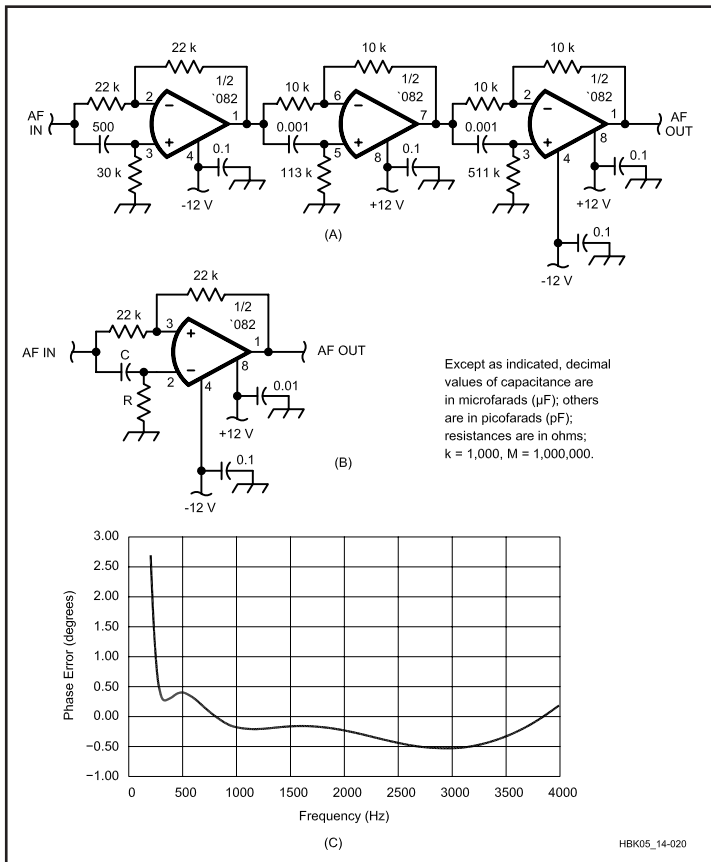 22 k
10 k
10 k
1/2
`082
1/2
`082
1/2
`082
22 k
10 k
10 k
AF
IN
2
−
1
6
−
7
2
−
1
AF
OUT
500
3
+
4
0.001
5
+
8
0.001
3
+
8
0.1
0.1
0.1
30 k
113 k
511 k
4
-12 V
+12 V
+12 V
(A)
0.1
-12 V
22 k
1/2
`082
22 k
AF IN
3
+
1
AF OUT
C
2
−
8
R
4
0.01
+12 V
0.1
(B)
-12 V
Except as indicated, decimal
values of capacitance are
in microfarads (µF); others
are in picofarads (pF);
resistances are in ohms;
k = 1,000, M = 1,000,000.
3.00
2.50
2.00
1.50
1.00
0.50
0.00
−0.50
−1.00
Phase Error (degrees)
0 500 1000 1500 2000 2500 3000 3500 4000
Frequency (Hz)
(C)
HBK05_14-020